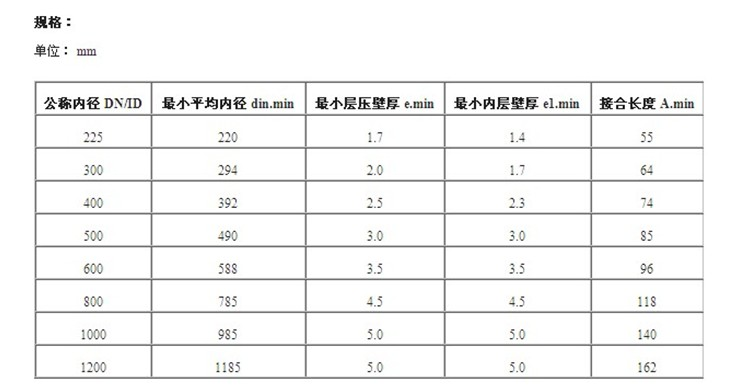 规格：
单位： mm
公称内径 DN/ID 最小平均内径 din.min 最小层压壁厚 e.min 最小内层壁厚 e1.min 接合长度 A.min
225 220 1.7 1.4 55
300 294 2.0 1.7 64
400 392 2.5 2.3 74
500 490 3.0 3.0 85
600 588 3.5 3.5 96
800 785 4.5 4.5 118
1000 985 5.0 5.0 140
1200 1185 5.0 5.0 162